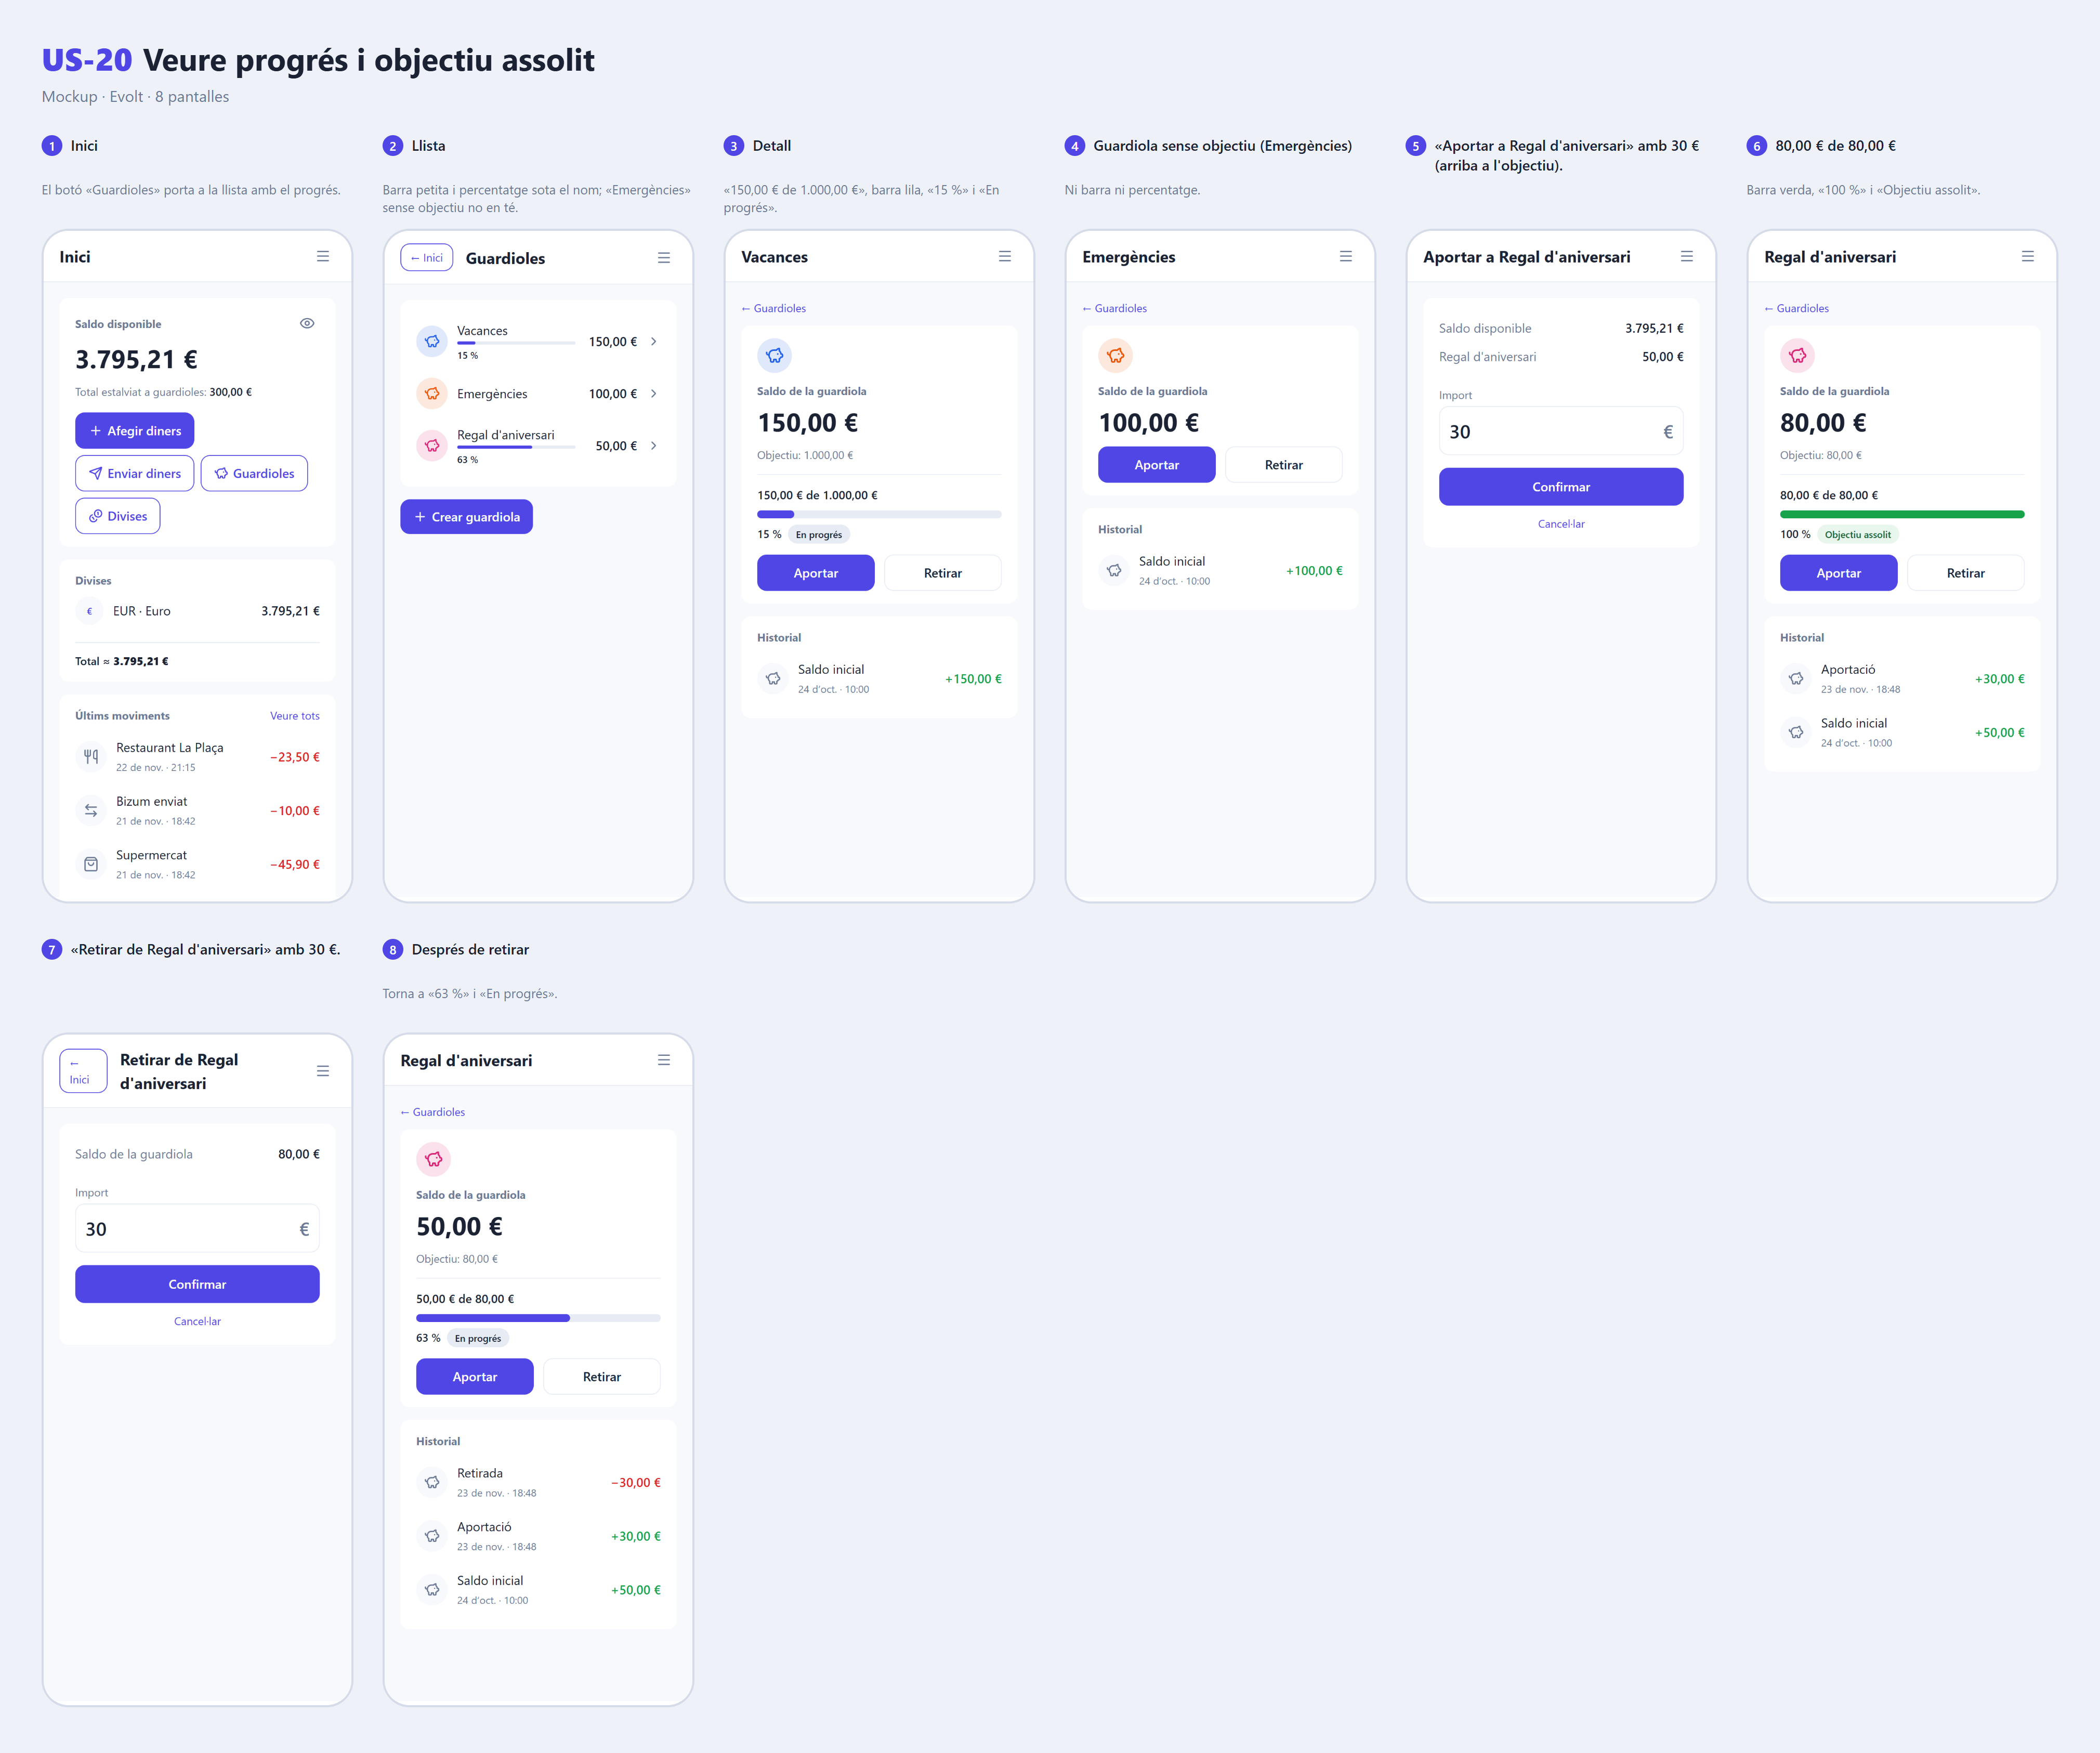 US-20 Veure progrés i objectiu assolit
Mockup · Evolt · 8 pantalles
1 Inici
El botó «Guardioles» porta a la llista amb el progrés.
Inici
Saldo disponible
3.795,21 €
Total estalviat a guardioles: 300,00 €
+ Afegir diners
Enviar diners
Guardioles
Divises
Divises
€ EUR · Euro 3.795,21 €
Total ≈ 3.795,21 €
Últims moviments Veure tots
Restaurant La Plaça
22 de nov. · 21:15
−23,50 €
Bizum enviat
21 de nov. · 18:42
−10,00 €
Supermercat
21 de nov. · 18:42
−45,90 €
2 Llista
Barra petita i percentatge sota el nom; «Emergències»
sense objectiu no en té.
← Inici
Guardioles
Vacances
15 %
150,00 €
Emergències 100,00 €
Regal d'aniversari
63 %
50,00 €
+ Crear guardiola
3 Detall
«150,00 € de 1.000,00 €», barra lila, «15 %» i «En
progrés».
Vacances
← Guardioles
Saldo de la guardiola
150,00 €
Objectiu: 1.000,00 €
150,00 € de 1.000,00 €
15 % En progrés
Aportar
Retirar
Historial
Saldo inicial
24 d'oct. · 10:00
+150,00 €
4 Guardiola sense objectiu (Emergències)
Ni barra ni percentatge.
Emergències
← Guardioles
Saldo de la guardiola
100,00 €
Aportar
Retirar
Historial
Saldo inicial
24 d'oct. · 10:00
+100,00 €
5 «Aportar a Regal d'aniversari» amb 30 €
(arriba a l'objectiu).
Aportar a Regal d'aniversari
Saldo disponible 3.795,21 €
Regal d'aniversari 50,00 €
Import
30 €
Confirmar
Cancel·lar
6 80,00 € de 80,00 €
Barra verda, «100 %» i «Objectiu assolit».
Regal d'aniversari
← Guardioles
Saldo de la guardiola
80,00 €
Objectiu: 80,00 €
80,00 € de 80,00 €
100 % Objectiu assolit
Aportar
Retirar
Historial
Aportació
23 de nov. · 18:48
+30,00 €
Saldo inicial
24 d'oct. · 10:00
+50,00 €
7 «Retirar de Regal d'aniversari» amb 30 €.
←
Inici
Retirar de Regal
d'aniversari
Saldo de la guardiola 80,00 €
Import
30 €
Confirmar
Cancel·lar
8 Després de retirar
Torna a «63 %» i «En progrés».
Regal d'aniversari
← Guardioles
Saldo de la guardiola
50,00 €
Objectiu: 80,00 €
50,00 € de 80,00 €
63 % En progrés
Aportar
Retirar
Historial
Retirada
23 de nov. · 18:48
−30,00 €
Aportació
23 de nov. · 18:48
+30,00 €
Saldo inicial
24 d'oct. · 10:00
+50,00 €